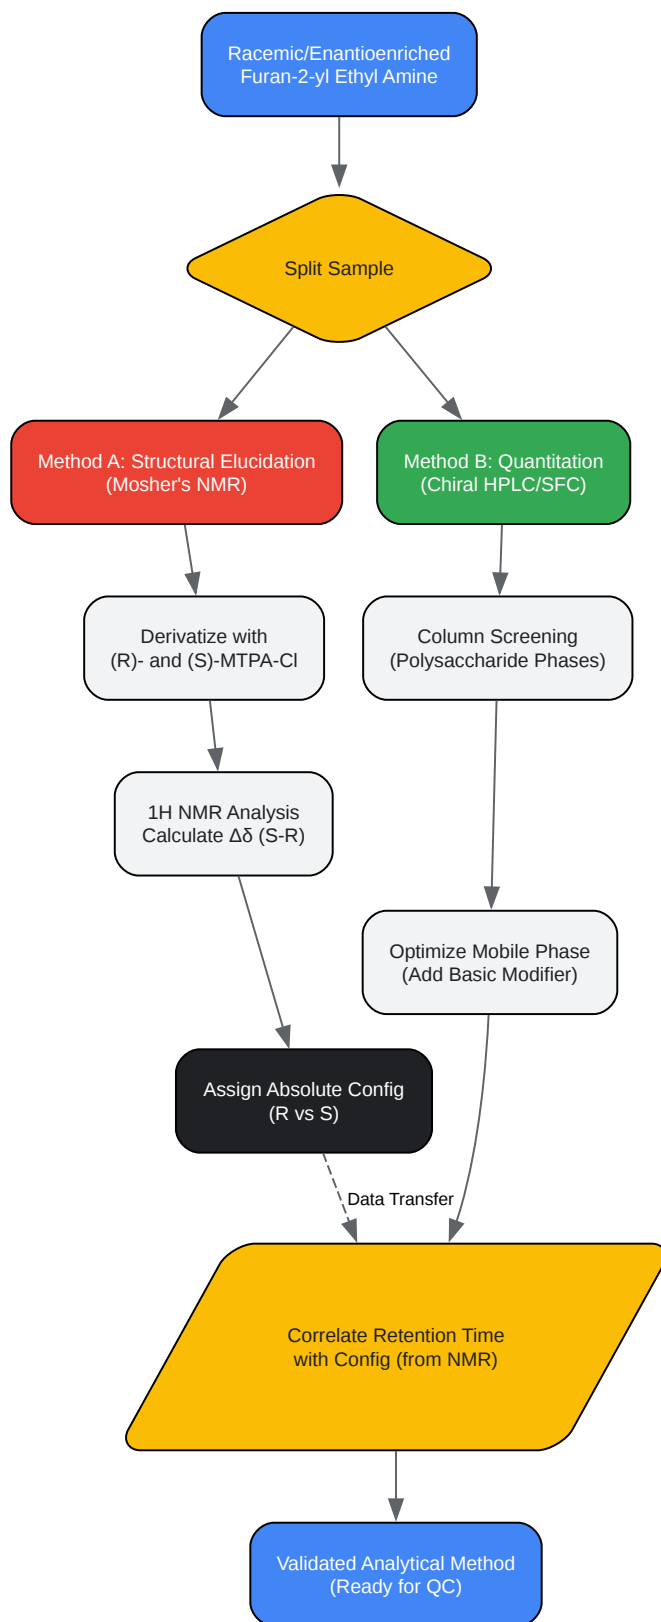 Racemic/Enantioenriched
Furan-2-yl Ethyl Amine
Split Sample
Method A: Structural Elucidation
(Mosher's NMR)
Method B: Quantitation
(Chiral HPLC/SFC)
Derivatize with
(R)- and (S)-MTPA-Cl
Column Screening
(Polysaccharide Phases)
1H NMR Analysis
Calculate Δδ (S-R)
Optimize Mobile Phase
(Add Basic Modifier)
Assign Absolute Config
(R vs S)
Data Transfer
Correlate Retention Time
with Config (from NMR)
Validated Analytical Method
(Ready for QC)